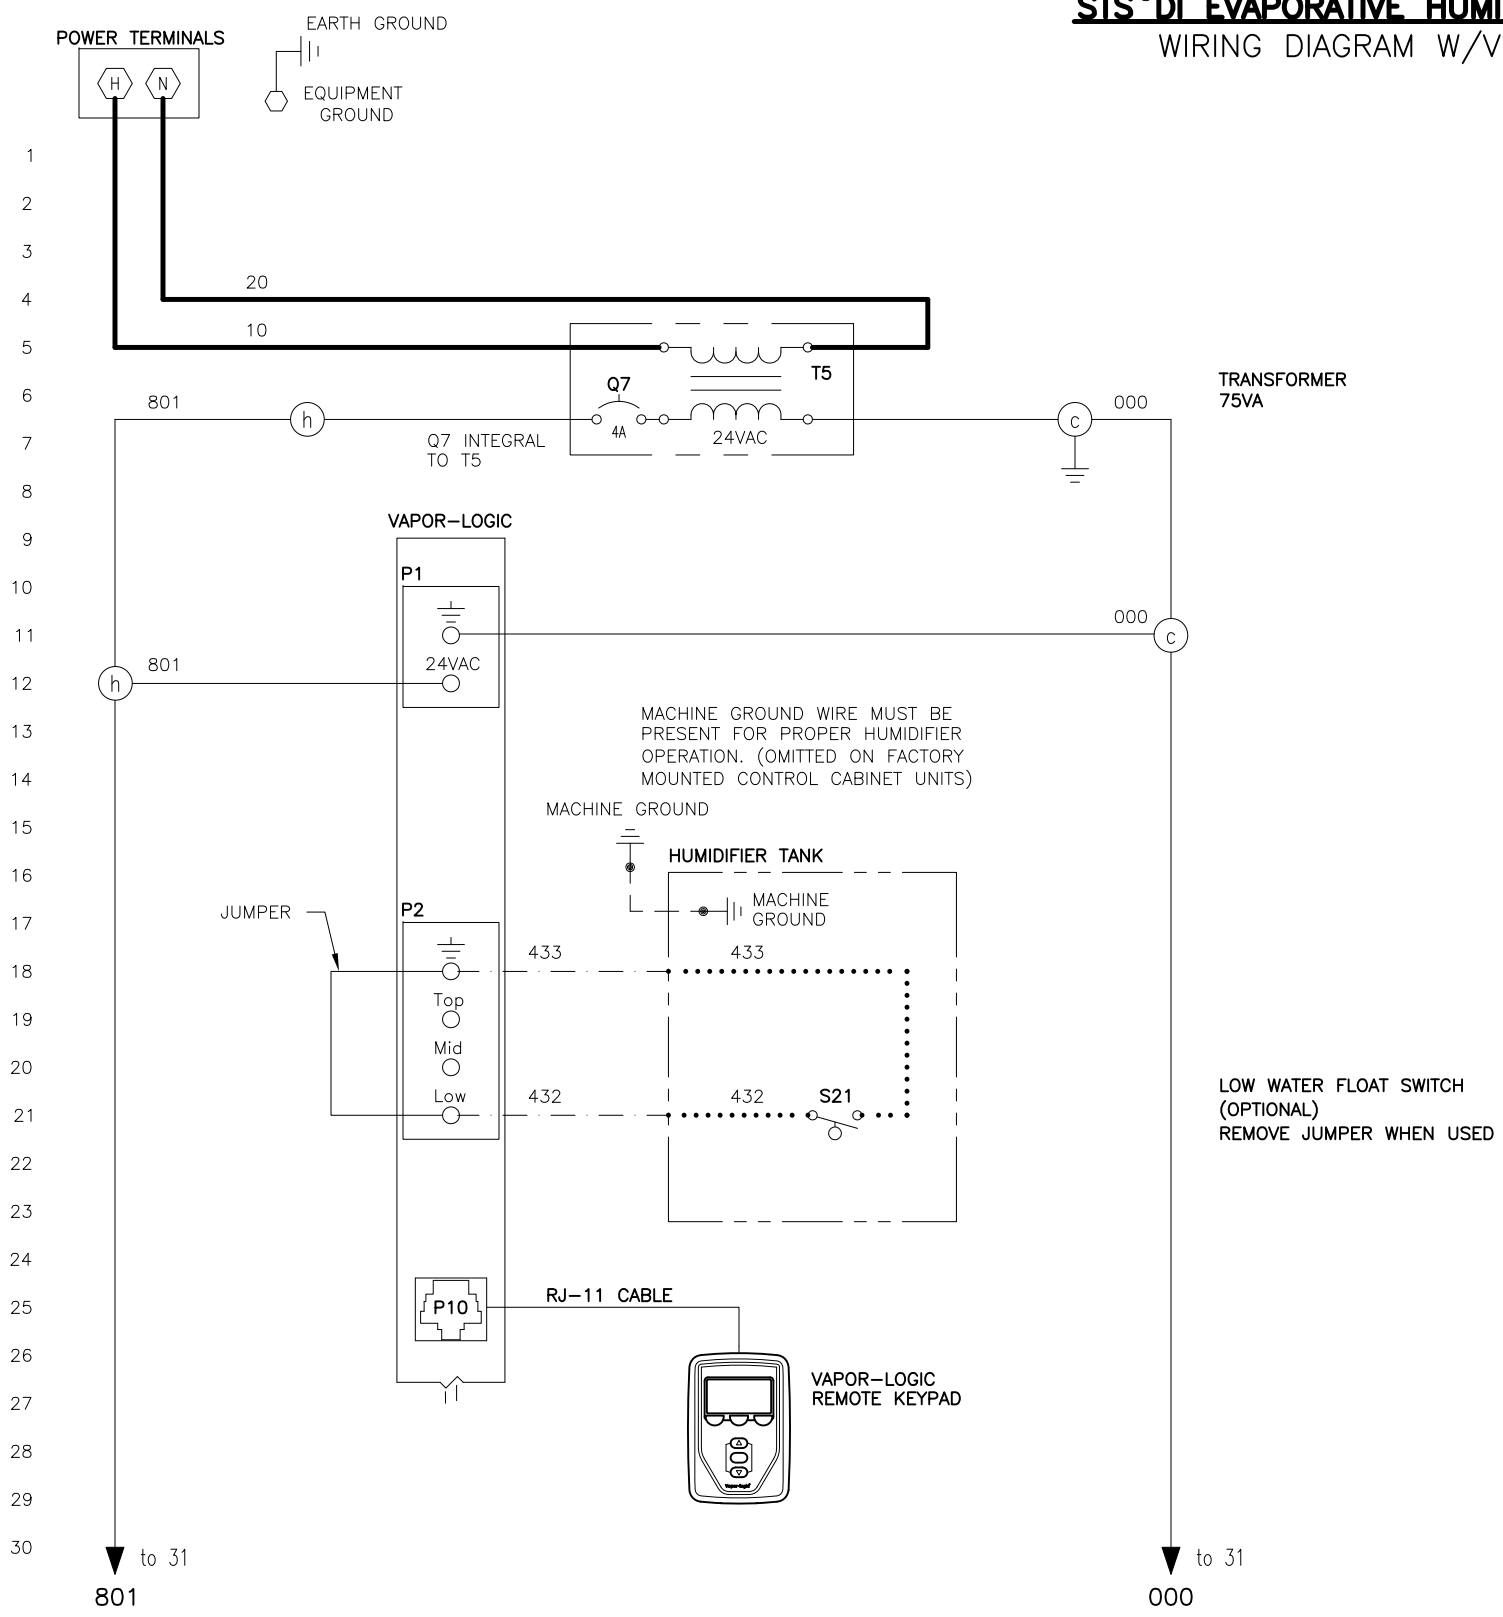 STS® DI EVAPORATIVE HUMI
WIRING DIAGRAM W/V
EARTH GROUND
POWER TERMINALS
H N
EQUIPMENT
GROUND
1
2
3
20
4
10
5
T5
Q7
TRANSFORMER
75VA
6
801
h
4A
24VAC
c
000
Q7 INTEGRAL
TO T5
7
8
VAPOR-LOGIC
9
P1
10
000
11
c
24VAC
801
12
h
MACHINE GROUND WIRE MUST BE
PRESENT FOR PROPER HUMIDIFIER
OPERATION. (OMITTED ON FACTORY
MOUNTED CONTROL CABINET UNITS)
13
14
MACHINE GROUND
15
HUMIDIFIER TANK
16
MACHINE
GROUND
JUMPER
P2
17
433 433
18
Top
19
Mid
20
Low
432 432 S21
21
LOW WATER FLOAT SWITCH
(OPTIONAL)
REMOVE JUMPER WHEN USED
22
23
24
RJ-11 CABLE
25
P10
26
VAPOR-LOGIC
REMOTE KEYPAD
27
28
Vapor-logic®
29
30
to 31
to 31
801
000